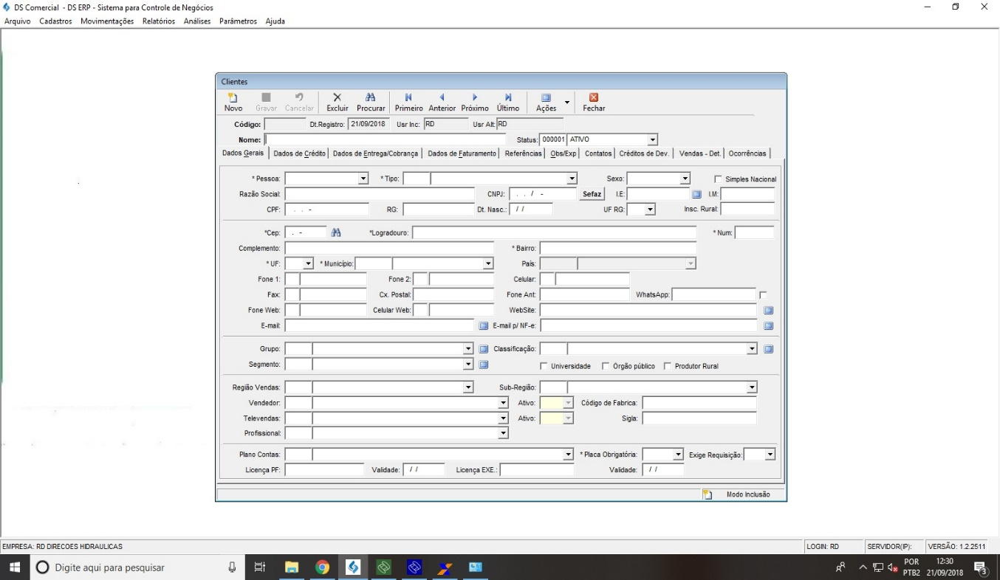 DS Comercial - DS ERP - Sistema para Controle de Negócios
Arquivo Cadastros Movimentações Relatórios Análises Parâmetros Ajuda
Clientes
Novo Gravar Cancelar Excluir Procurar Primeiro Anterior Próximo Último Ações Fechar
Código: Dt.Registro: 21/09/2018 Usr Inc: RD Usr Alt: RD
Nome: Status: 000001 ATIVO
Dados Gerais Dados de Crédito Dados de Entrega/Cobrança Dados de Faturamento Referências Obs/Exp Contatos Créditos de Dev. Vendas - Det. Ocorrências
* Pessoa: * Tipo: Sexo: Simples Nacional
Razão Social: CNPJ: . . / - Sefaz I.E: I.M:
CPF: . . - RG: Dt. Nasc.: / / UF RG: Insc. Rural:
*Cep: . - *Logradouro: * Num:
Complemento: * Bairro:
* UF: * Município: País:
Fone 1: Fone 2: Celular:
Fax: Cx. Postal: Fone Ant: WhatsApp:
Fone Web: Celular Web: WebSite:
E-mail: E-mail p/ NF-e:
Grupo: Classificação:
Segmento: Universidade Orgão público Produtor Rural
Região Vendas: Sub-Região:
Vendedor: Ativo: Código de Fabrica:
Televendas: Ativo: Sigla:
Profissional:
Plano Contas: * Placa Obrigatória: Exige Requisição:
Licença PF: Validade: / / Licença EXE.: Validade: / /
Modo Inclusão
EMPRESA: RD DIRECOES HIDRAULICAS LOGIN: RD SERVIDOR(IP): VERSÃO: 1.2.2511
Digite aqui para pesquisar POR 12:30
PTB2 21/09/2018 3